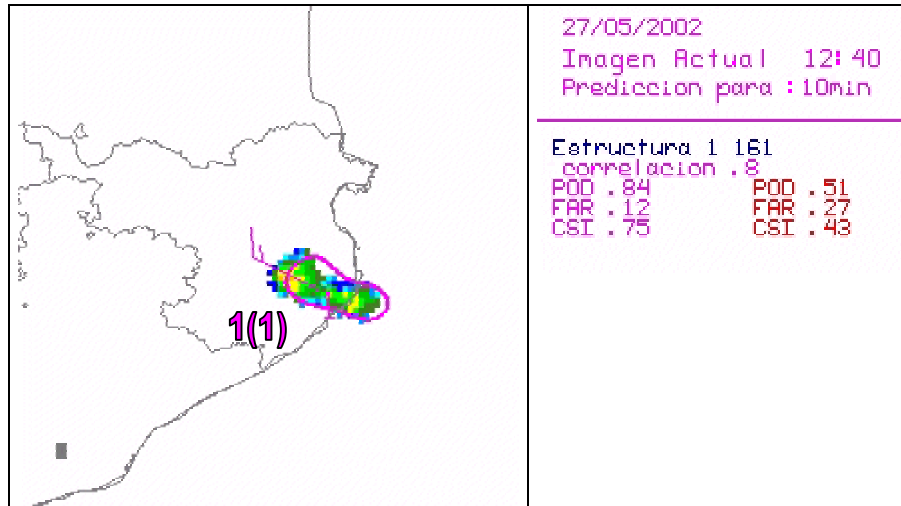 27/05/2002
Imagen Actual 12:40
Prediccion para :10min
Estructura 1 161
correlacion .8
POD .84 POD .51
FAR .12 FAR .27
CSI .75 CSI .43
1(1)